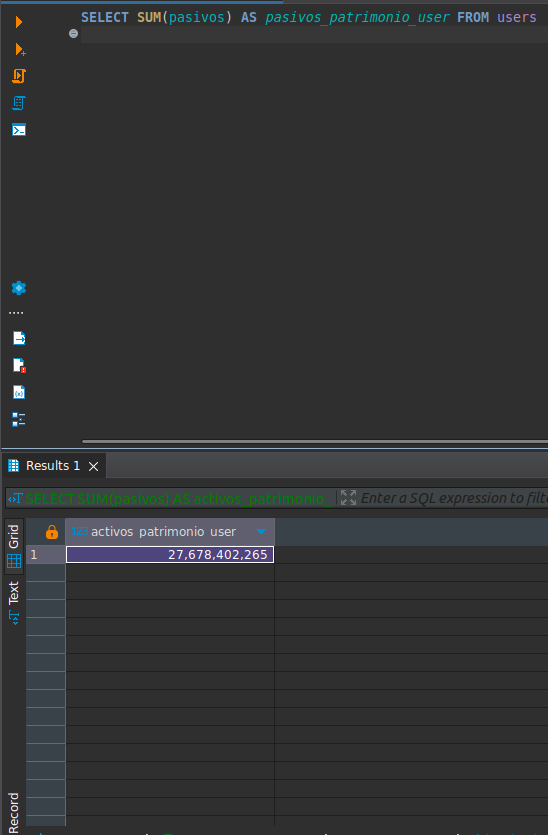 SELECT SUM(pasivos) AS pasivos_patrimonio_user FROM users
Results 1
SELECT SUM(pasivos) AS activos_patrimonio_
Enter a SQL expression to filte
Grid
Text
Record
123 activos_patrimonio_user
1 27,678,402,265